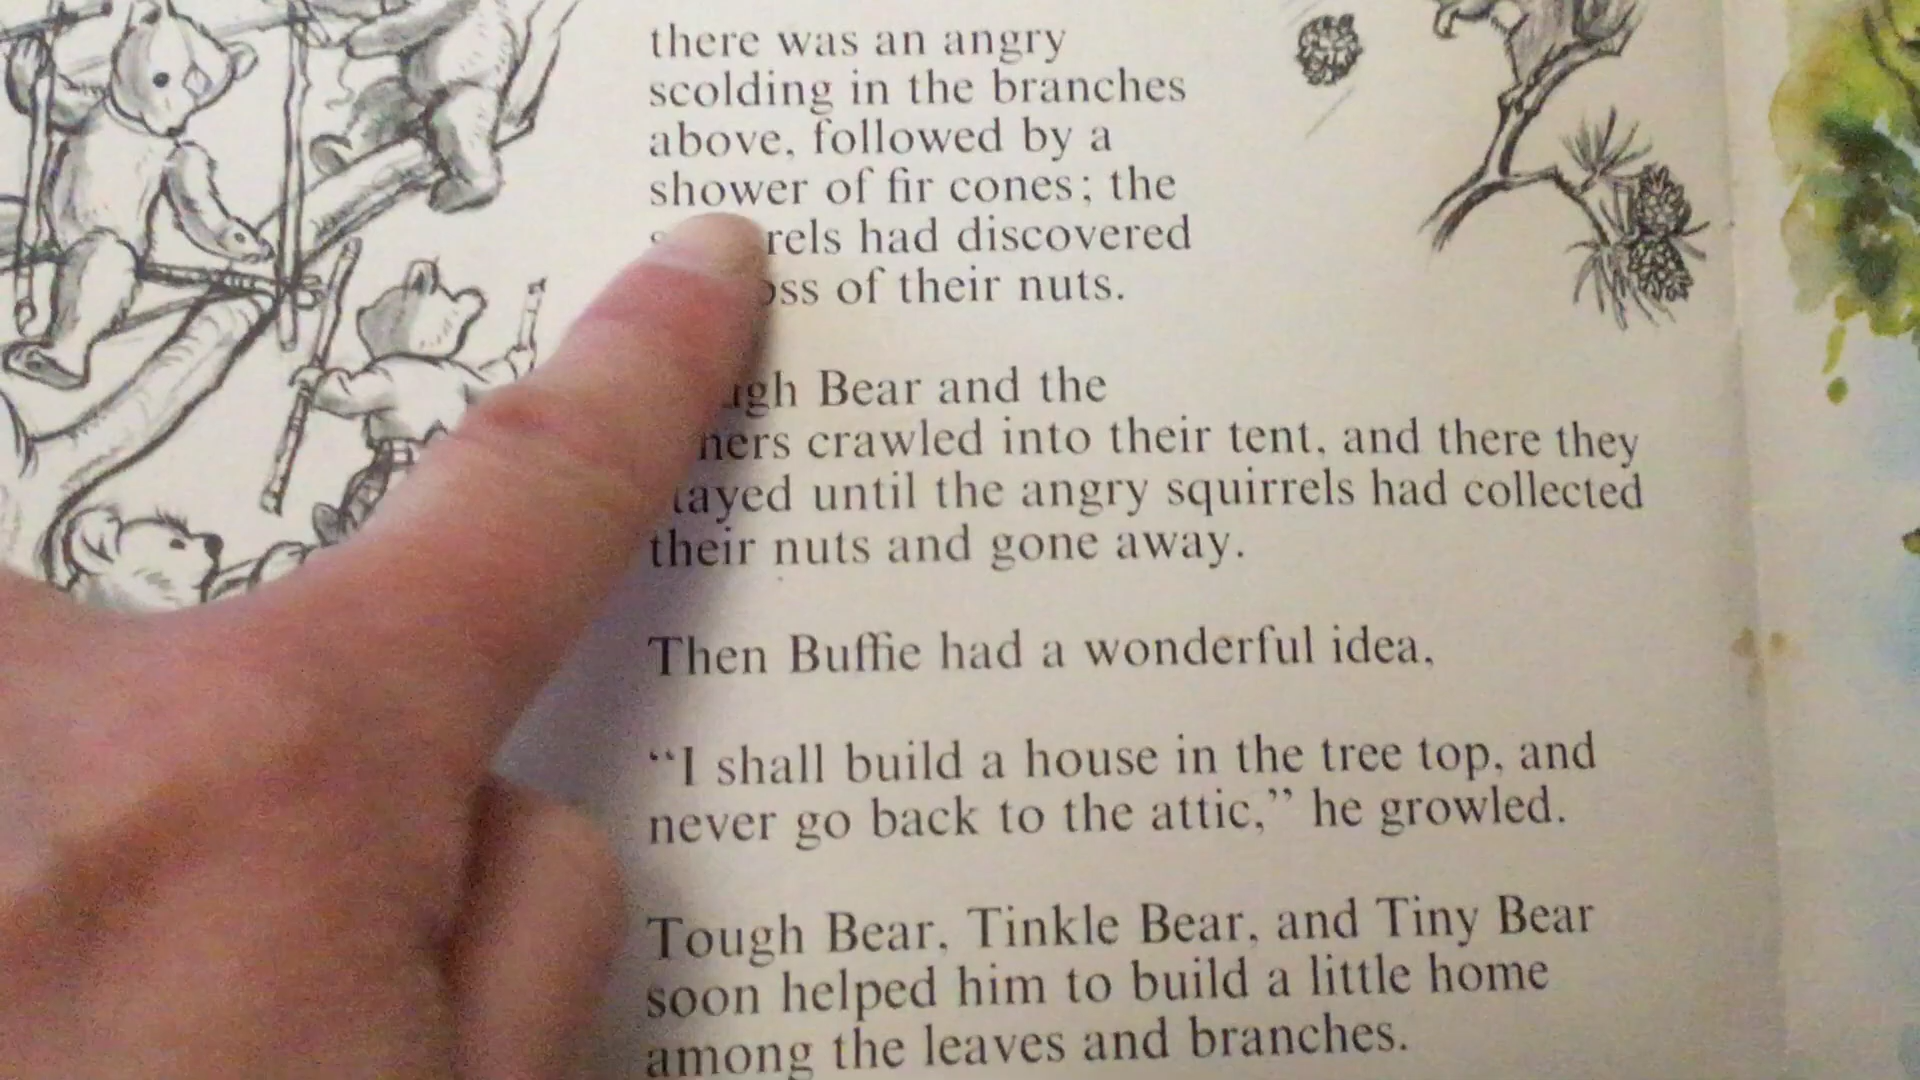 there was an angry
scolding in the branches
above, followed by a
shower of fir cones; the
had discovered
of their nuts.
Bear and the
crawled into their tent, and there they
until the angry squirrels had collected
their nuts and gone away.
Then Buffie had a wonderful idea,
“I shall build a house in the tree top, and
never go back to the attic,” he growled.
Tough Bear, Tinkle Bear, and Tiny Bear
soon helped him to build a little home
among the leaves and branches.